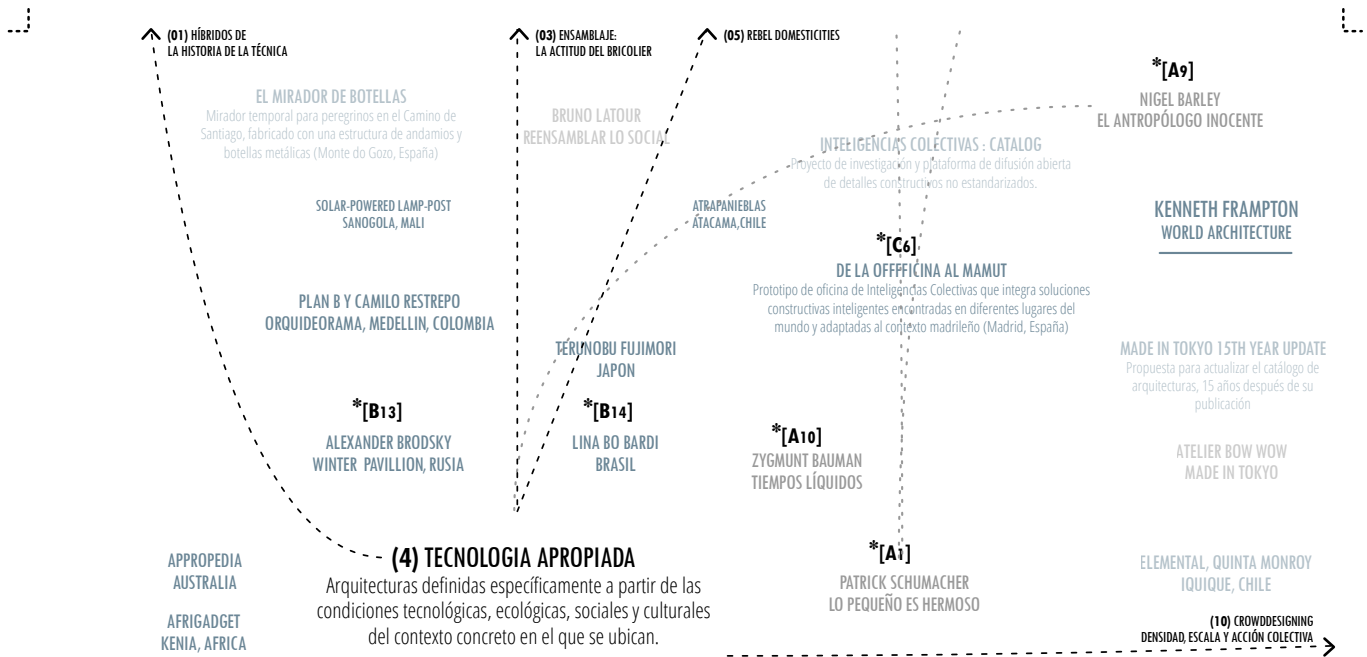 (01) HÍBRIDOS DE
LA HISTORIA DE LA TÉCNICA
(03) ENSAMBLAJE:
LA ACTITUD DEL BRICOLIER
(05) REBEL DOMESTICITIES
*[A9]
NIGEL BARLEY
EL ANTROPÓLOGO INOCENTE
EL MIRADOR DE BOTELLAS
Mirador temporal para peregrinos en el Camino de
Santiago, fabricado con una estructura de andamios y
botellas metálicas (Monte do Gozo, España)
BRUNO LATOUR
REENSAMBLAR LO SOCIAL
INTELIGENCIAS COLECTIVAS : CATALOG
Proyecto de investigación y plataforma de difusión abierta
de detalles constructivos no estandarizados.
SOLAR-POWERED LAMP-POST
SANOGOLA, MALI
ATRAPANIEBLAS
ATACAMA,CHILE
KENNETH FRAMPTON
WORLD ARCHITECTURE
*[C6]
DE LA OFFFFICINA AL MAMUT
Prototipo de oficina de Inteligencias Colectivas que integra soluciones
constructivas inteligentes encontradas en diferentes lugares del
mundo y adaptadas al contexto madrileño (Madrid, España)
PLAN B Y CAMILO RESTREPO
ORQUIDEORAMA, MEDELLIN, COLOMBIA
TERUNOBU FUJIMORI
JAPON
MADE IN TOKYO 15TH YEAR UPDATE
Propuesta para actualizar el catálogo de
arquitecturas, 15 años después de su
publicación
*[B13]
ALEXANDER BRODSKY
WINTER PAVILLION, RUSIA
*[B14]
LINA BO BARDI
BRASIL
*[A10]
ZYGMUNT BAUMAN
TIEMPOS LÍQUIDOS
ATELIER BOW WOW
MADE IN TOKYO
(4) TECNOLOGIA APROPIADA
Arquitecturas definidas específicamente a partir de las
condiciones tecnológicas, ecológicas, sociales y culturales
del contexto concreto en el que se ubican.
APPROPEDIA
AUSTRALIA
AFRIGADGET
KENIA, AFRICA
*[A1]
PATRICK SCHUMACHER
LO PEQUEÑO ES HERMOSO
ELEMENTAL, QUINTA MONROY
IQUIQUE, CHILE
(10) CROWDDESIGNING
DENSIDAD, ESCALA Y ACCIÓN COLECTIVA